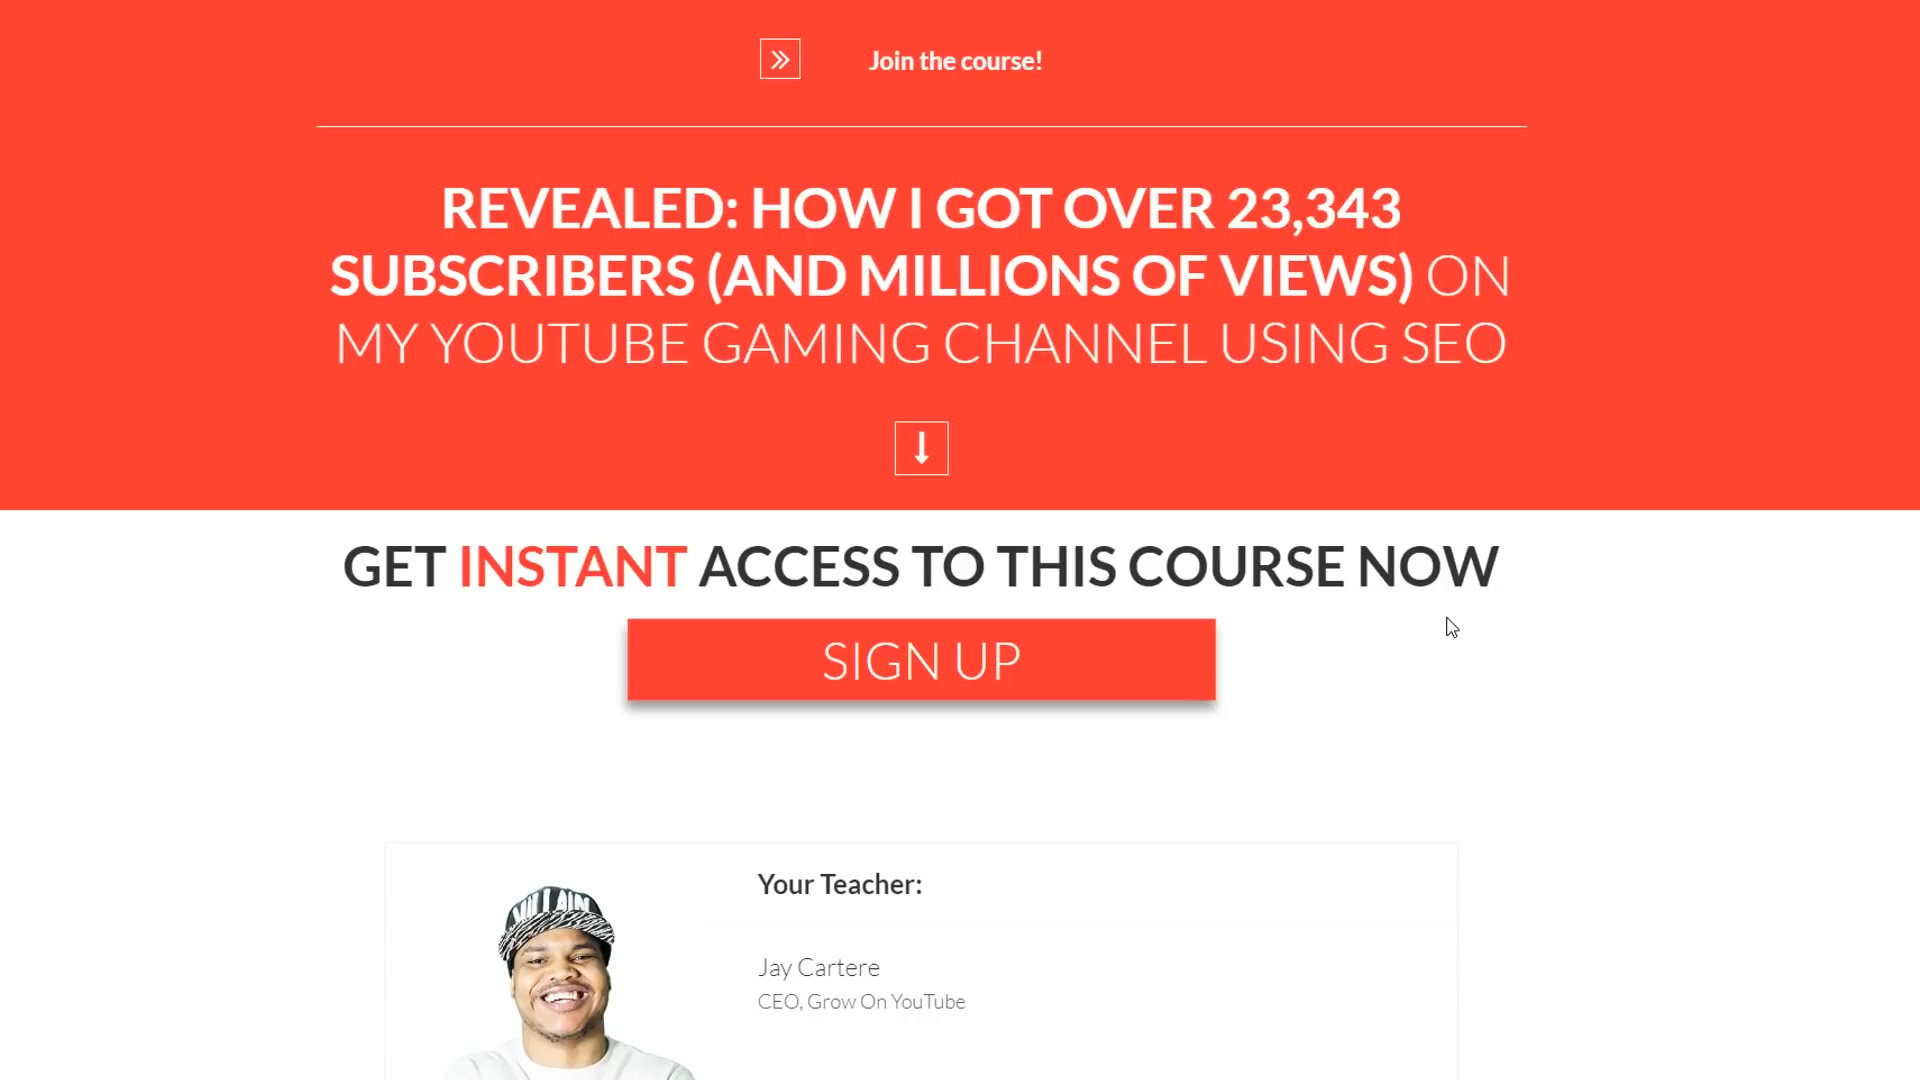 Join the course!
REVEALED: HOW I GOT OVER 23,343
SUBSCRIBERS (AND MILLIONS OF VIEWS) ON
MY YOUTUBE GAMING CHANNEL USING SEO
GET INSTANT ACCESS TO THIS COURSE NOW
SIGN UP
Your Teacher:
Jay Cartere
CEO, Grow On YouTube